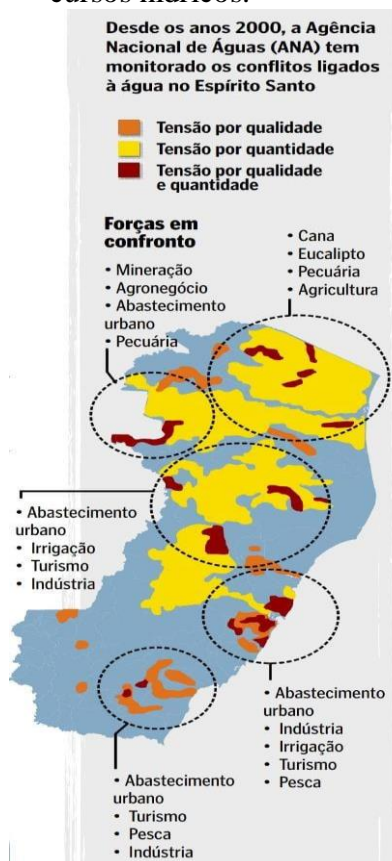 cursos hídricos.
Desde os anos 2000, a Agência
Nacional de Águas (ANA) tem
monitorado os conflitos ligados
à água no Espírito Santo
Tensão por qualidade
Tensão por quantidade
Tensão por qualidade
e quantidade
Forças em
confronto
• Mineração
• Agronegócio
• Abastecimento
urbano
• Pecuária
• Cana
• Eucalipto
• Pecuária
• Agricultura
• Abastecimento
urbano
• Irrigação
• Turismo
• Indústria
• Abastecimento
urbano
• Indústria
• Irrigação
• Turismo
• Pesca
• Abastecimento
urbano
• Turismo
• Pesca
• Indústria